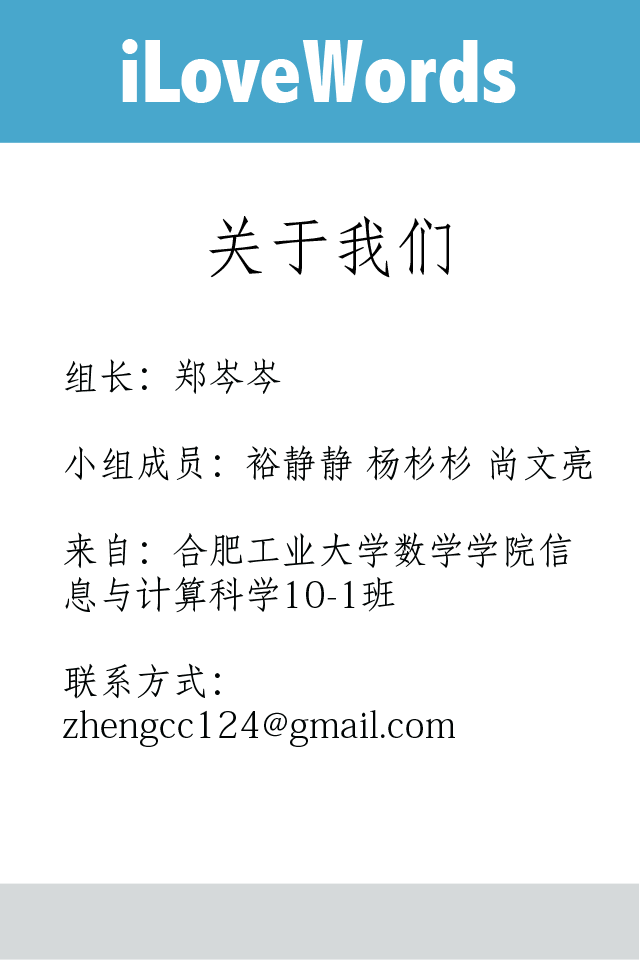 iLoveWords
关于我们
组长：郑岑岑
小组成员：裕静静 杨杉杉 尚文亮
来自：合肥工业大学数学学院信
息与计算科学10-1班
联系方式：
zhengcc124@gmail.com